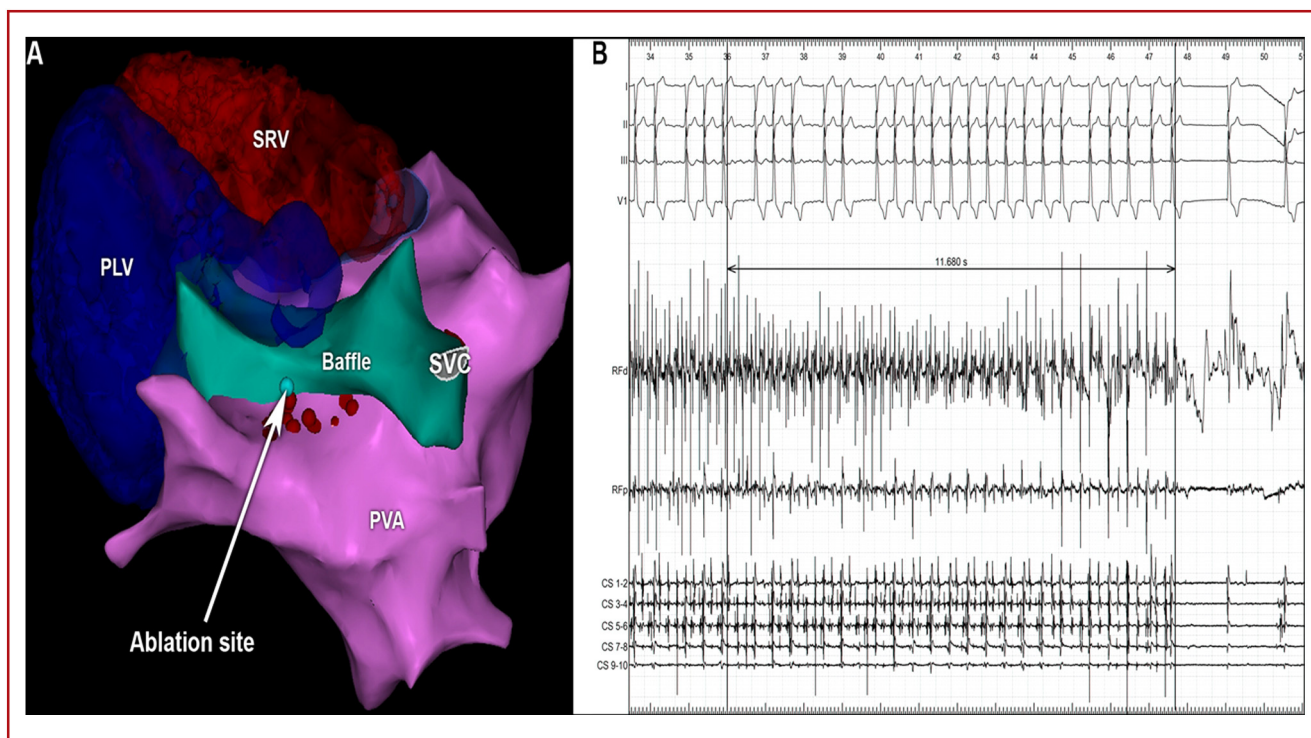 A
SRV
PLV
Baffle
SVC
PVA
Ablation site
B
34 35 36 37 38 39 40 41 42 43 44 45 46 47 48 49 50
I
II
III
V1
11.680 s
RFd
RFp
CS 1-2
CS 3-4
CS 5-6
CS 7-8
CS 9-10